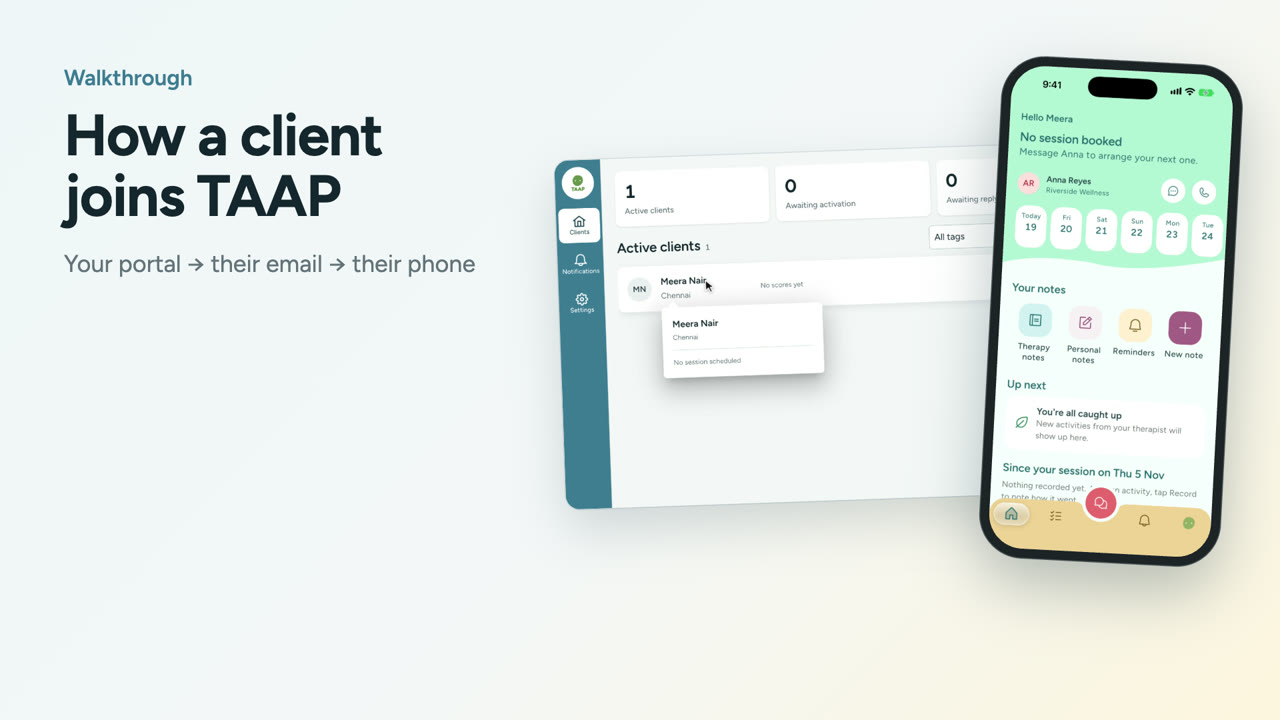 Walkthrough
How a client
joins TAAP
Your portal → their email → their phone
TAAP
Clients
Notifications
Settings
1
Active clients
0
Awaiting activation
0
Awaiting reply
Active clients 1
All tags
MN
Meera Nair
Chennai
No scores yet
Meera Nair
Chennai
No session scheduled
9:41
Hello Meera
No session booked
Message Anna to arrange your next one.
AR
Anna Reyes
Riverside Wellness
Today Fri Sat Sun Mon Tue
19 20 21 22 23 24
Your notes
Therapy notes
Personal notes
Reminders
New note
Up next
You're all caught up
New activities from your therapist will
show up here.
Since your session on Thu 5 Nov
Nothing recorded yet. activity, tap Record
to note how it went